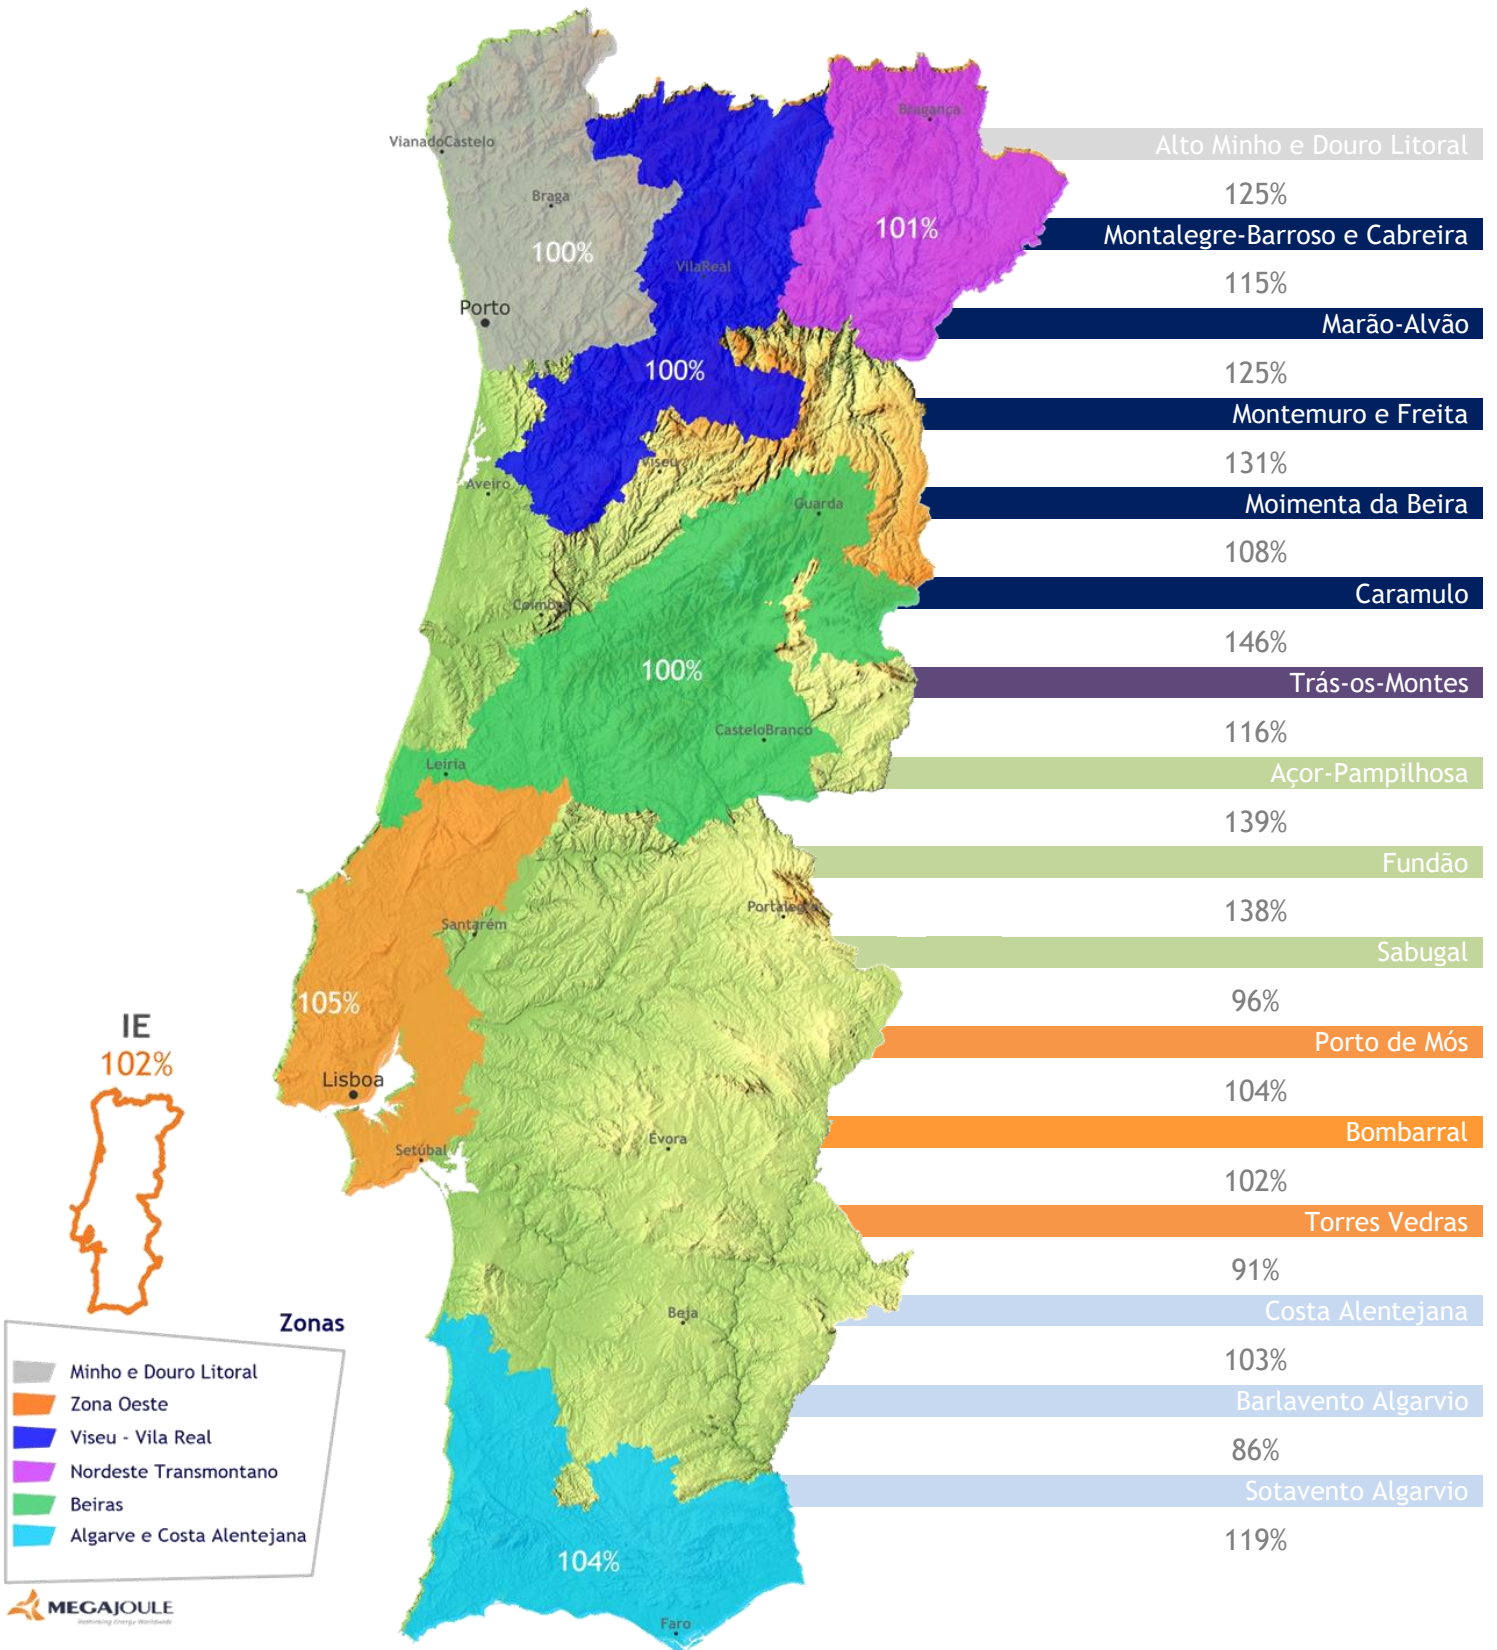 VianadoCastelo
Braga
100%
Porto
Bragança
101%
VilaReal
100%
Viseu
Aveiro
Guarda
Coimbra
100%
CasteloBranco
Leiria
Santarém
Portalegre
105%
Lisboa
Setúbal
Évora
Beja
104%
Faro
Alto Minho e Douro Litoral
125%
Montalegre-Barroso e Cabreira
115%
Marão-Alvão
125%
Montemuro e Freita
131%
Moimenta da Beira
108%
Caramulo
146%
Trás-os-Montes
116%
Açor-Pampilhosa
139%
Fundão
138%
Sabugal
96%
Porto de Mós
104%
Bombarral
102%
Torres Vedras
91%
Costa Alentejana
103%
Barlavento Algarvio
86%
Sotavento Algarvio
119%
IE
102%
Zonas
Minho e Douro Litoral
Zona Oeste
Viseu - Vila Real
Nordeste Transmontano
Beiras
Algarve e Costa Alentejana
MEGAJOULE
Rethinking Energy Worldwide